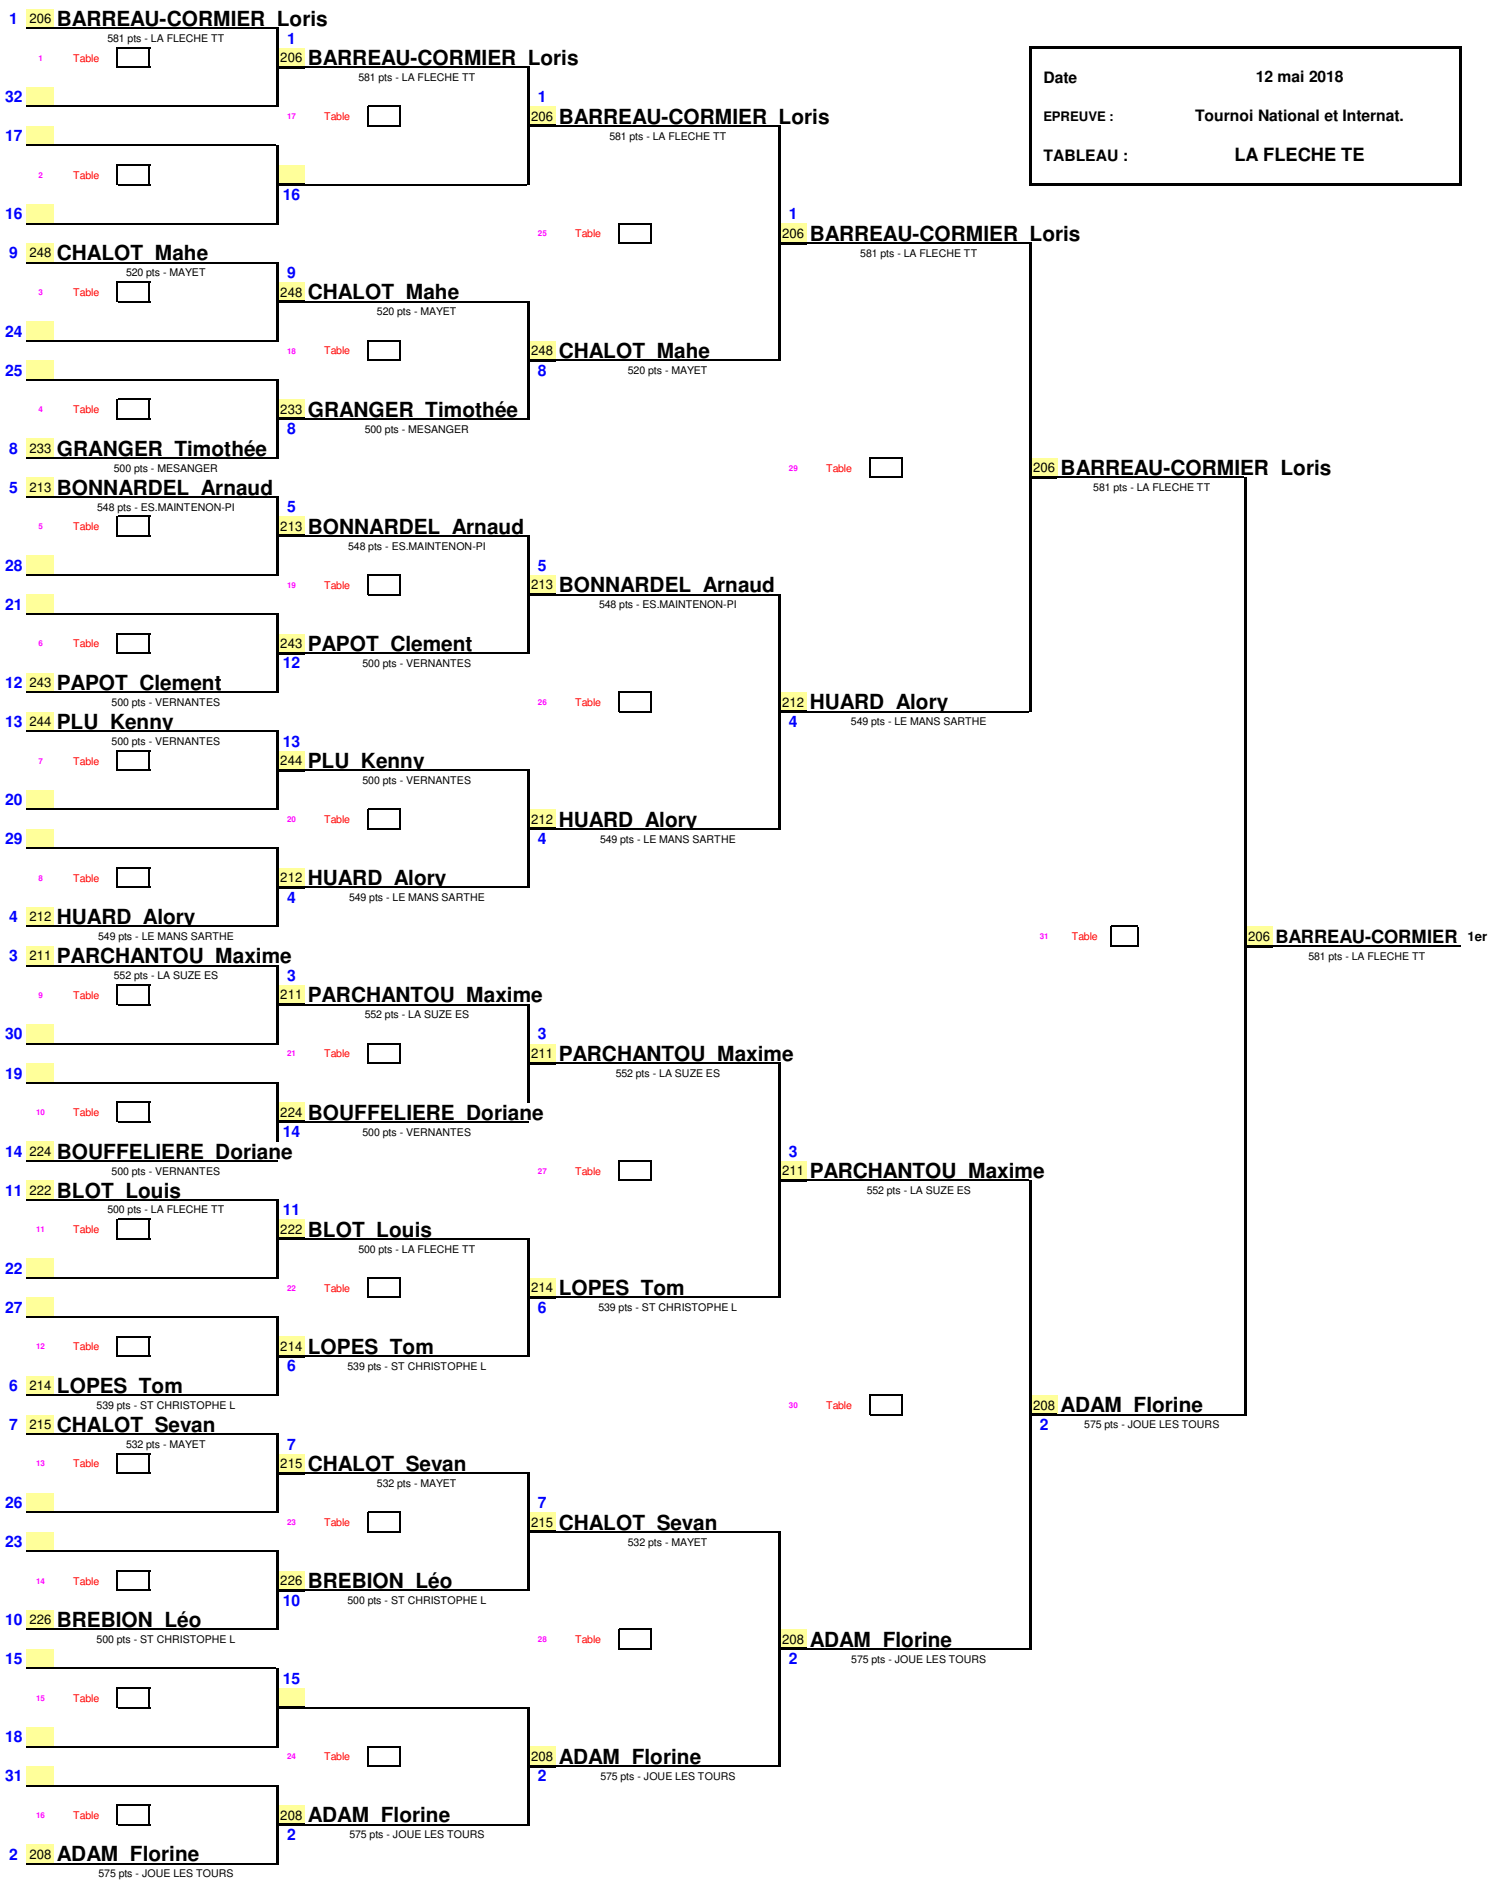 1 206 BARREAU-CORMIER Loris
581 pts - LA FLECHE TT
1 Table
32
17
2 Table
16
9 248 CHALOT Mahe
520 pts - MAYET
3 Table
24
25
4 Table
8 233 GRANGER Timothée
500 pts - MESANGER
5 213 BONNARDEL Arnaud
548 pts - ES.MAINTENON-PI
5 Table
28
21
6 Table
12 243 PAPOT Clement
500 pts - VERNANTES
13 244 PLU Kenny
500 pts - VERNANTES
7 Table
20
29
8 Table
4 212 HUARD Alory
549 pts - LE MANS SARTHE
3 211 PARCHANTOU Maxime
552 pts - LA SUZE ES
9 Table
30
19
10 Table
14 224 BOUFFELIERE Doriane
500 pts - VERNANTES
11 222 BLOT Louis
500 pts - LA FLECHE TT
11 Table
22
27
12 Table
6 214 LOPES Tom
539 pts - ST CHRISTOPHE L
7 215 CHALOT Sevan
532 pts - MAYET
13 Table
26
23
14 Table
10 226 BREBION Léo
500 pts - ST CHRISTOPHE L
15
15 Table
18
31
16 Table
2 208 ADAM Florine
575 pts - JOUE LES TOURS
1
206 BARREAU-CORMIER Loris
581 pts - LA FLECHE TT
17 Table
16
9
248 CHALOT Mahe
520 pts - MAYET
18 Table
233 GRANGER Timothée
8 500 pts - MESANGER
5
213 BONNARDEL Arnaud
548 pts - ES.MAINTENON-PI
19 Table
243 PAPOT Clement
12 500 pts - VERNANTES
13
244 PLU Kenny
500 pts - VERNANTES
20 Table
212 HUARD Alory
4 549 pts - LE MANS SARTHE
3
211 PARCHANTOU Maxime
552 pts - LA SUZE ES
21 Table
224 BOUFFELIERE Doriane
14 500 pts - VERNANTES
11
222 BLOT Louis
500 pts - LA FLECHE TT
22 Table
214 LOPES Tom
6 539 pts - ST CHRISTOPHE L
7
215 CHALOT Sevan
532 pts - MAYET
23 Table
226 BREBION Léo
10 500 pts - ST CHRISTOPHE L
15
24 Table
208 ADAM Florine
2 575 pts - JOUE LES TOURS
1
206 BARREAU-CORMIER Loris
581 pts - LA FLECHE TT
25 Table
248 CHALOT Mahe
8 520 pts - MAYET
5
213 BONNARDEL Arnaud
548 pts - ES.MAINTENON-PI
26 Table
212 HUARD Alory
4 549 pts - LE MANS SARTHE
3
211 PARCHANTOU Maxime
552 pts - LA SUZE ES
27 Table
214 LOPES Tom
6 539 pts - ST CHRISTOPHE L
7
215 CHALOT Sevan
532 pts - MAYET
28 Table
208 ADAM Florine
2 575 pts - JOUE LES TOURS
1
206 BARREAU-CORMIER Loris
581 pts - LA FLECHE TT
29 Table
212 HUARD Alory
4 549 pts - LE MANS SARTHE
3
211 PARCHANTOU Maxime
552 pts - LA SUZE ES
30 Table
208 ADAM Florine
2 575 pts - JOUE LES TOURS
Date 12 mai 2018
EPREUVE : Tournoi National et Internat.
TABLEAU : LA FLECHE TE
206 BARREAU-CORMIER Loris
581 pts - LA FLECHE TT
31 Table
208 ADAM Florine
2 575 pts - JOUE LES TOURS
206 BARREAU-CORMIER 1er
581 pts - LA FLECHE TT